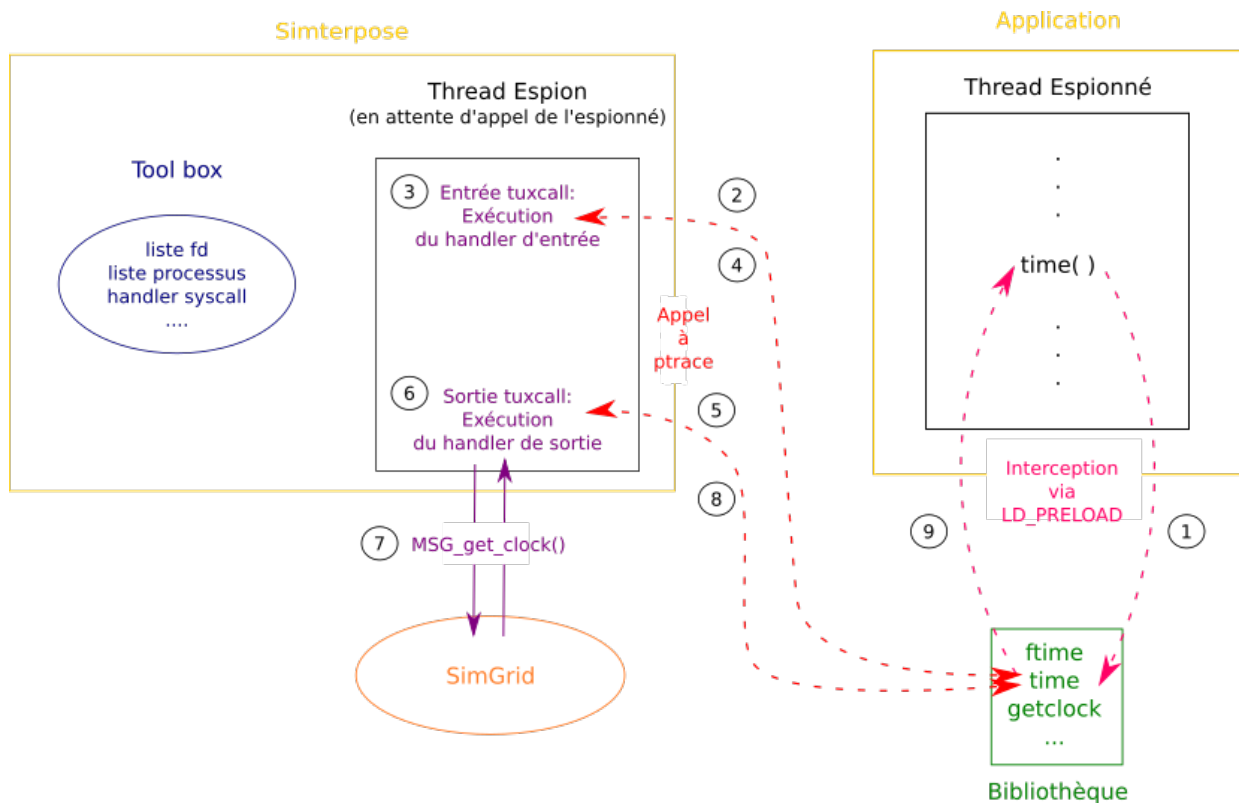 Simterpose
Application
Thread Espion
(en attente d'appel de l'espionné)
Thread Espionné
Tool box
liste fd
liste processus
handler syscall
....
3
Entrée tuxcall:
Exécution
du handler d'entrée
2
4
.
.
.
time( )
.
.
.
Appel
à
ptrace
6
Sortie tuxcall:
Exécution
du handler de sortie
5
8
Interception
via
LD_PRELOAD
7
MSG_get_clock()
9
1
SimGrid
ftime
time
getclock
...
Bibliothèque